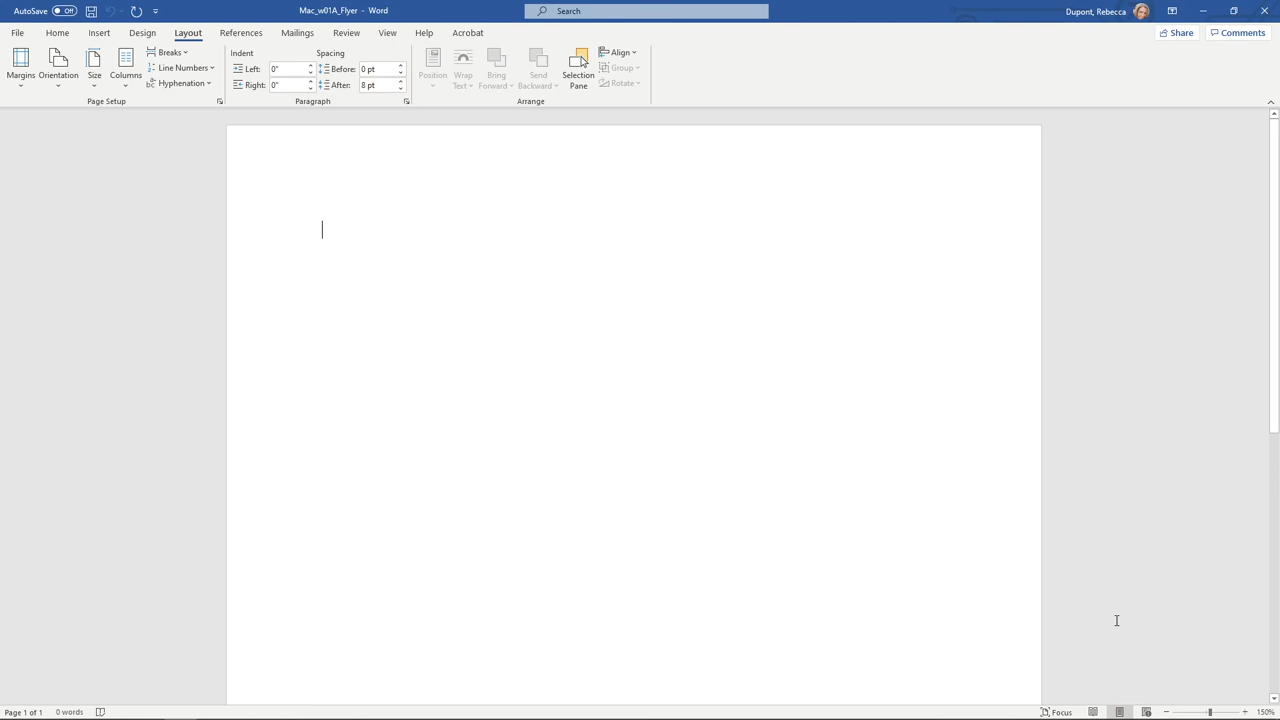 AutoSave Off Mac_w01A_Flyer - Word Search Dupont, Rebecca
File Home Insert Design Layout References Mailings Review View Help Acrobat Share Comments
Margins Orientation Size Columns
Breaks
Line Numbers
Hyphenation
Page Setup
Indent Spacing
Left: 0" Before: 0 pt
Right: 0" After: 8 pt
Paragraph
Position Wrap Text Bring Forward Send Backward Selection Pane
Align
Group
Rotate
Arrange
Page 1 of 1 0 words Focus 150%